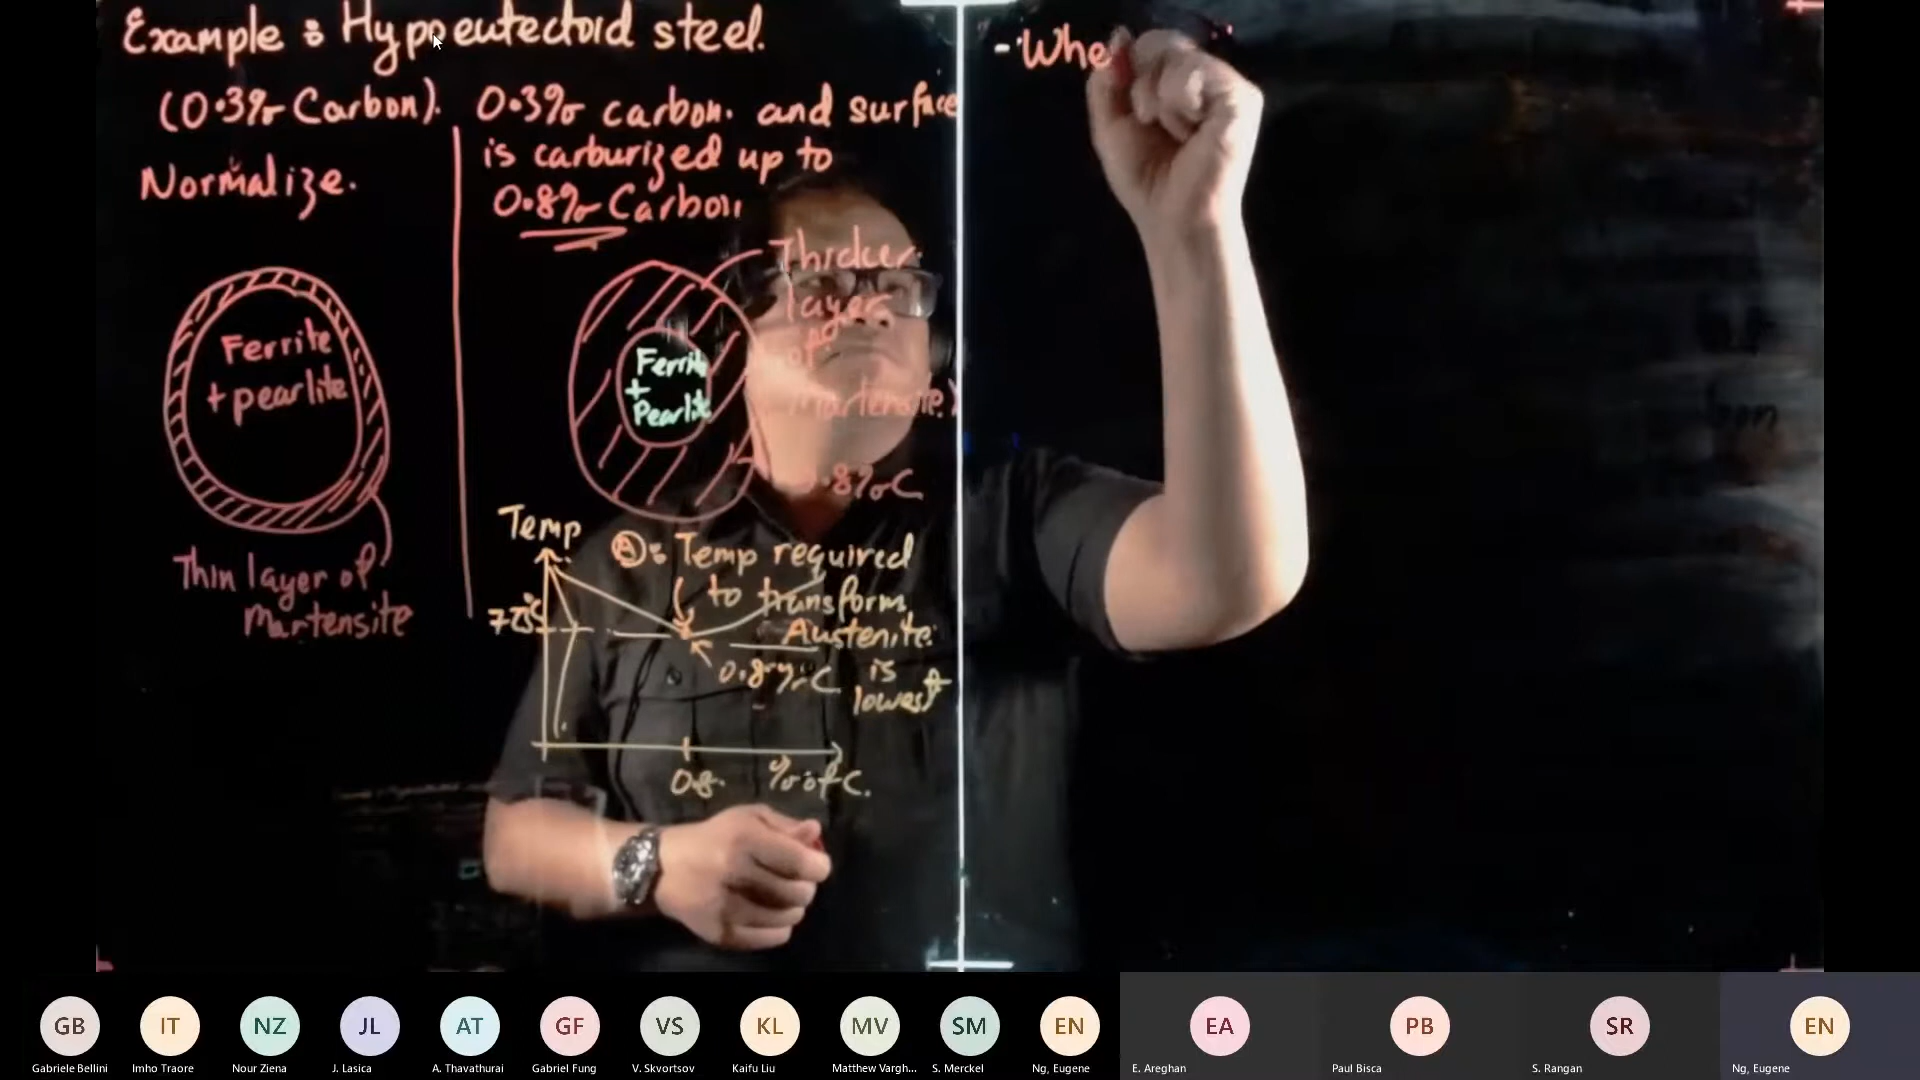 Example : Hypoeutectoid steel.
(0.3% Carbon).
Normalize.
Ferrite
+ pearlite
Thin layer of
Martensite
0.3% carbon. and surface
is carburized up to
0.8% Carbon
Thicker
layer
of
Martensite.)
0.8% C
Ferrite
+
Pearlite
Temp
A : Temp required
to transform
Austenite
is
lowest
0.8% C
0.8
% of C.
- Whe
GB
IT
NZ
JL
AT
GF
VS
KL
MV
SM
EN
EA
PB
SR
EN
Gabriele Bellini
Imho Traore
Nour Ziena
J. Lasica
A. Thavathurai
Gabriel Fung
V. Skvortsov
Kaifu Liu
Matthew Vargh...
S. Merckel
Ng, Eugene
E. Areghan
Paul Bisca
S. Rangan
Ng, Eugene